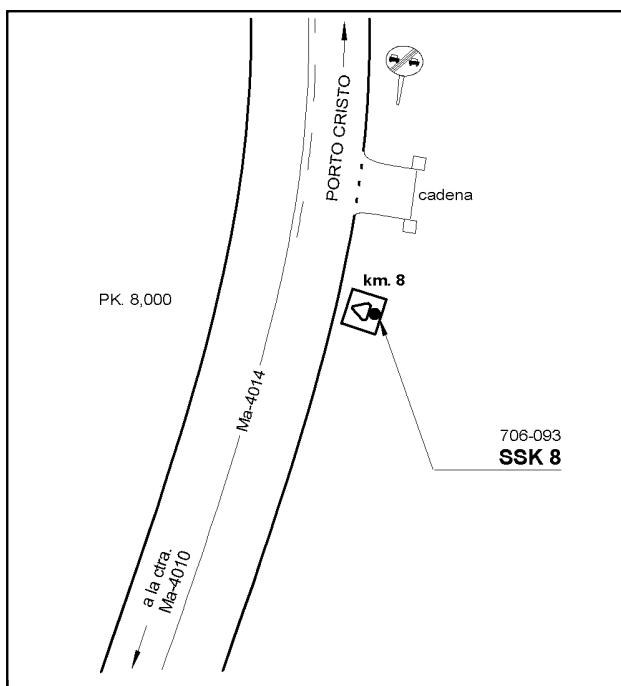 PORTO CRISTO
cadena
km. 8
PK. 8,000
Ma-4014
706-093
SSK 8
a la ctra.
Ma-4010